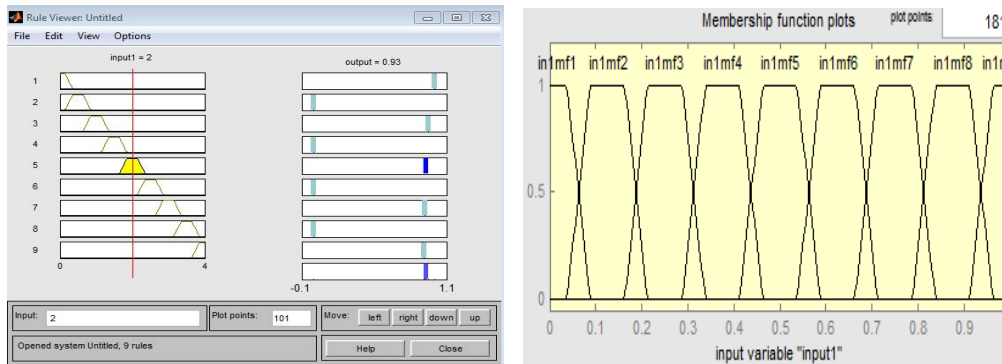 Rule Viewer: Untitled
File Edit View Options
input1 = 2
output = 0.93
1
2
3
4
5
6
7
8
9
0 4
-0.1 1.1
Input: 2
Plot points: 101
Move: left right down up
Opened system Untitled, 9 rules
Help Close
Membership function plots plot points: 181
in1mf1 in1mf2 in1mf3 in1mf4 in1mf5 in1mf6 in1mf7 in1mf8
1
0.5
0
0 0.1 0.2 0.3 0.4 0.5 0.6 0.7 0.8 0.9
input variable "input1"